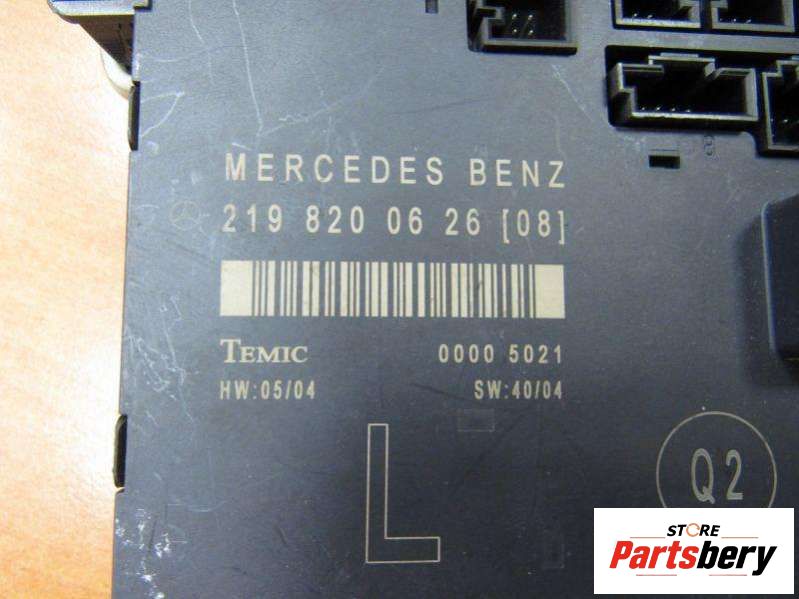 MERCEDES BENZ
219 820 06 26 [08]
TEMIC 0000 5021
HW:05/04 SW:40/04
L
Q2
STORE
Partsbery